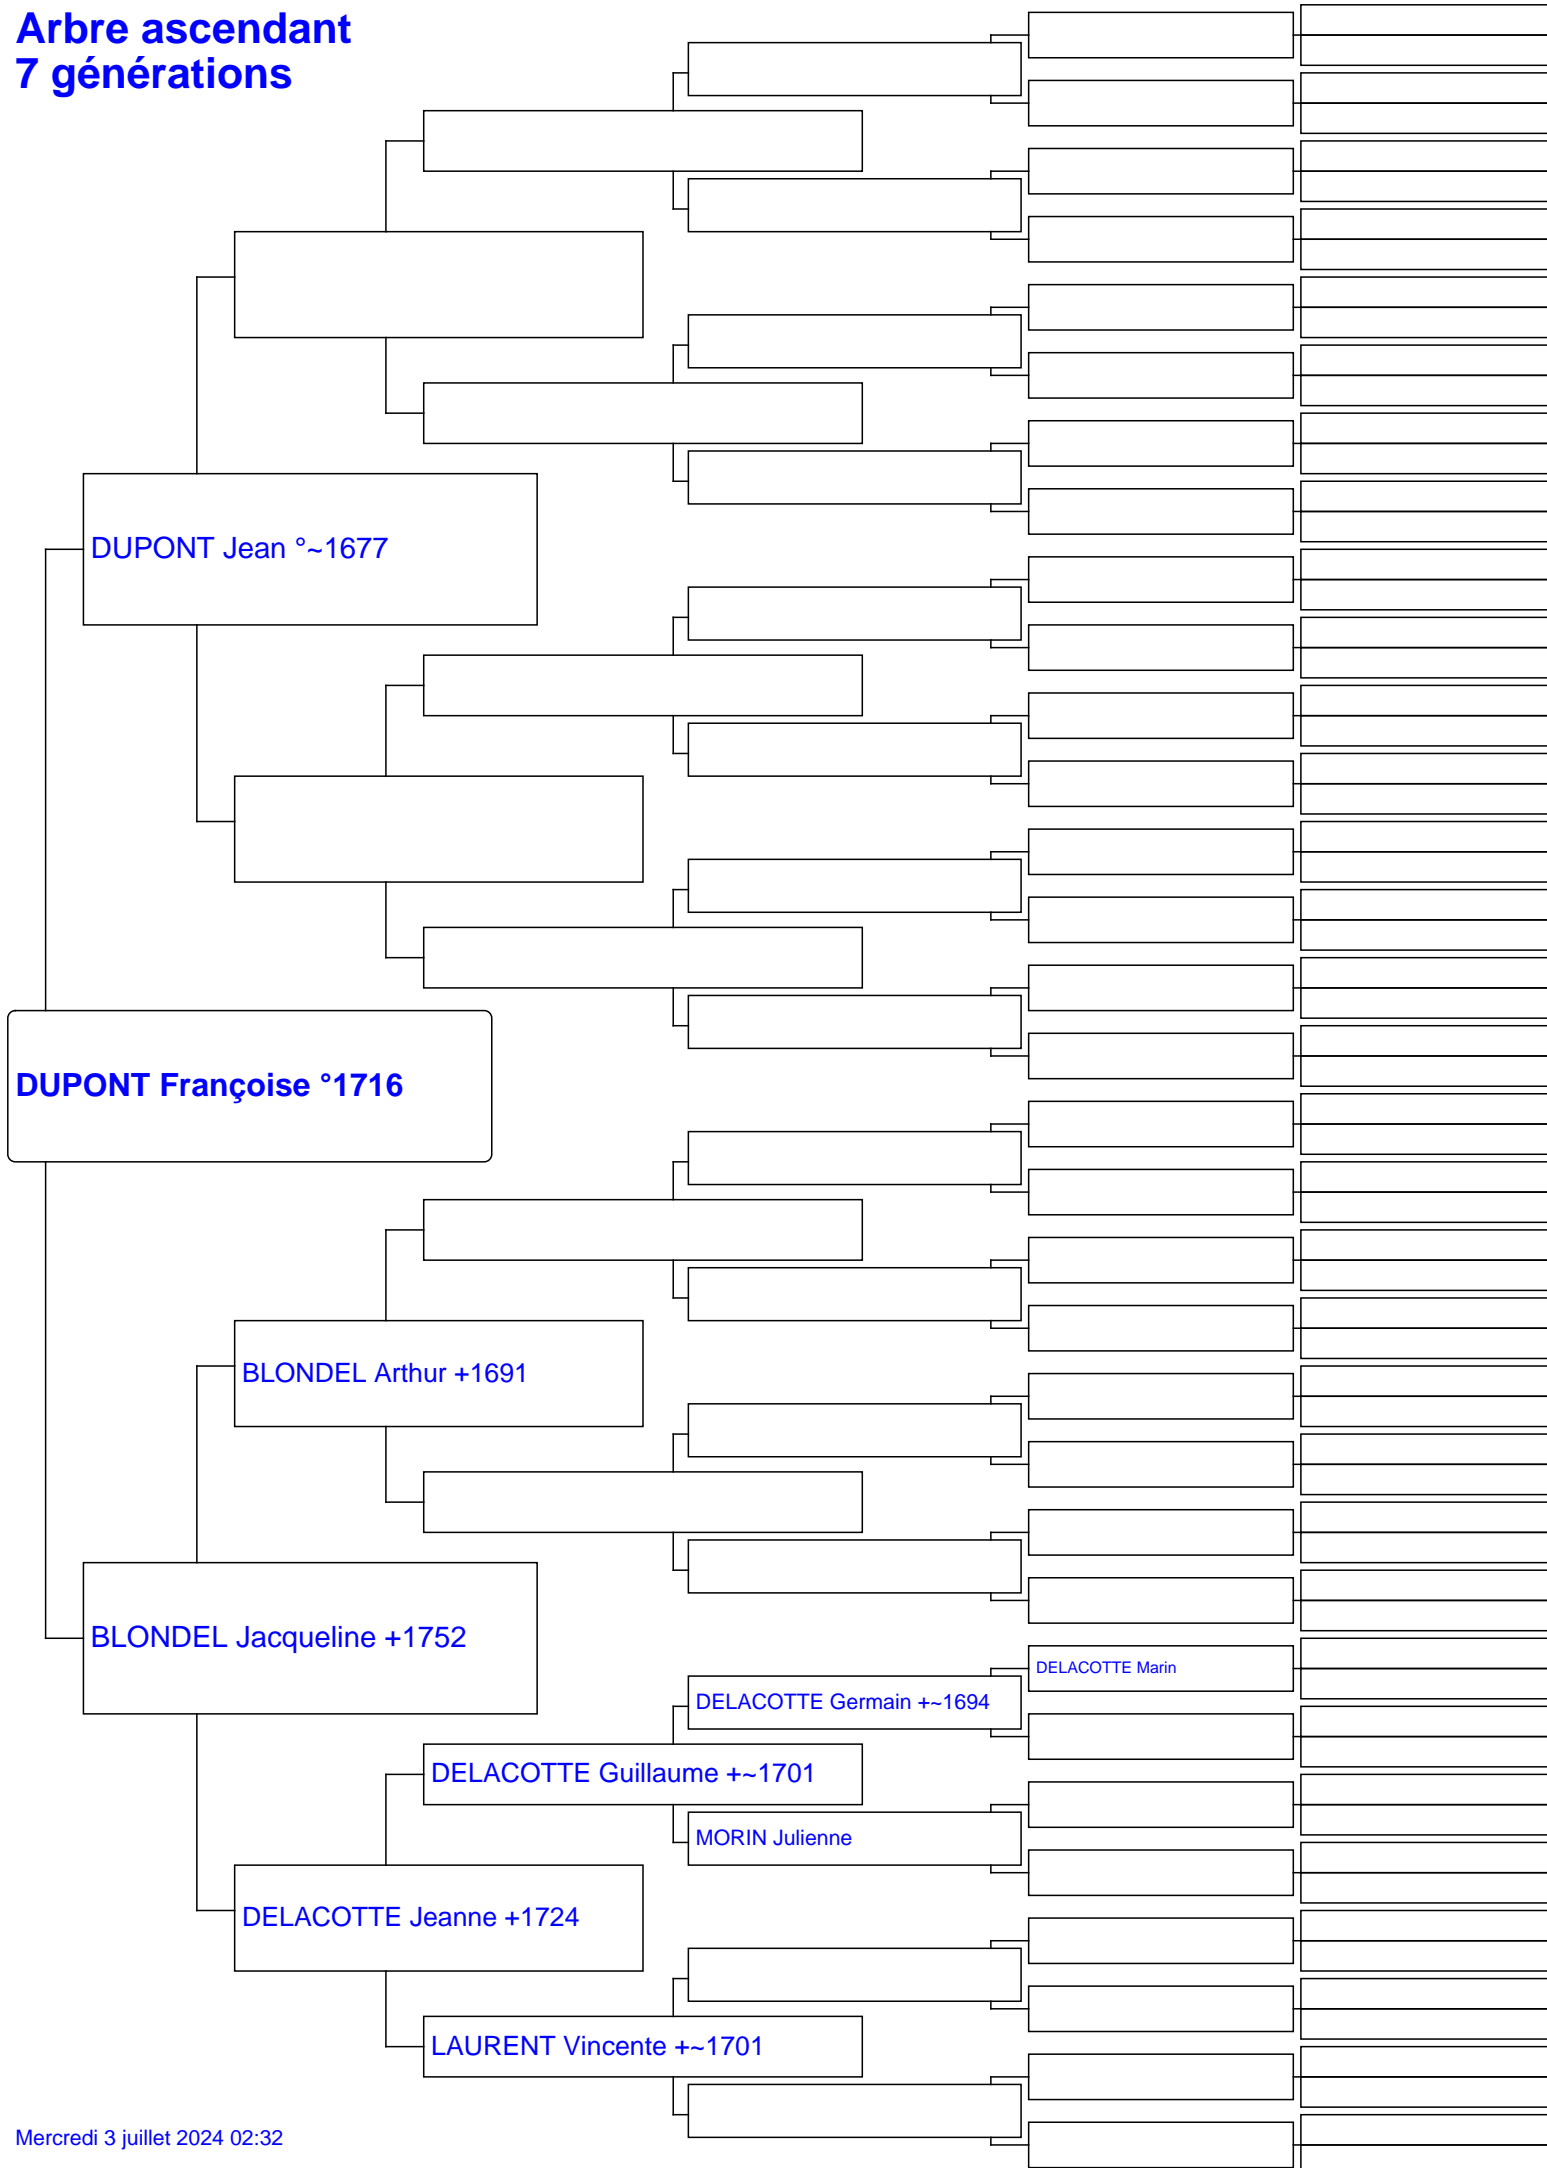 Arbre ascendant
7 générations
DUPONT Jean °~1677
DUPONT Françoise °1716
BLONDEL Arthur +1691
BLONDEL Jacqueline +1752
DELACOTTE Marin
DELACOTTE Germain +~1694
DELACOTTE Guillaume +~1701
MORIN Julienne
DELACOTTE Jeanne +1724
LAURENT Vincente +~1701
Mercredi 3 juillet 2024 02:32